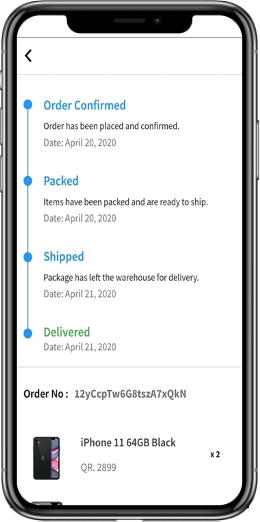 Order Confirmed
Order has been placed and confirmed.
Date: April 20, 2020
Packed
Items have been packed and are ready to ship.
Date: April 20, 2020
Shipped
Package has left the warehouse for delivery.
Date: April 21, 2020
Delivered
Date: April 21, 2020
Order No : 12yCcpTw6G8tszA7xQkN
iPhone 11 64GB Black
x 2
QR. 2899